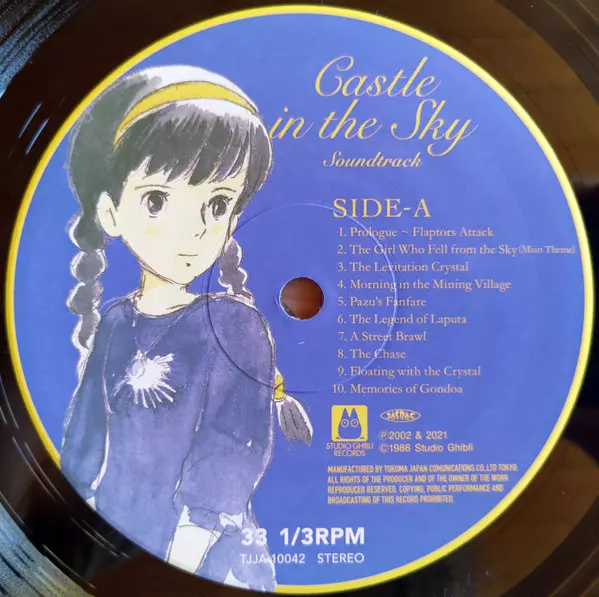 Castle
in the Sky
Soundtrack
SIDE-A
1. Prologue ~ Flaptors Attack
2. The Girl Who Fell from the Sky (Main Theme)
3. The Levitation Crystal
4. Morning in the Mining Village
5. Pazu's Fanfare
6. The Legend of Laputa
7. A Street Brawl
8. The Chase
9. Floating with the Crystal
10. Memories of Gondoa
STUDIO GHIBLI
RECORDS
JASRAC
Ⓟ2002 & 2021
©1986 Studio Ghibli
MANUFACTURED BY TOKUMA JAPAN COMUNICATIONS CO.,LTD TOKYO.
ALL RIGHTS OF THE PRODUCER AND OF THE OWNER OF THE WORK
REPRODUCED RESERVED. COPYING, PUBLIC PERFORMANCE AND
BROADCASTING OF THIS RECORD PROHIBITED.
33 1/3RPM
TJJA-10042 STEREO